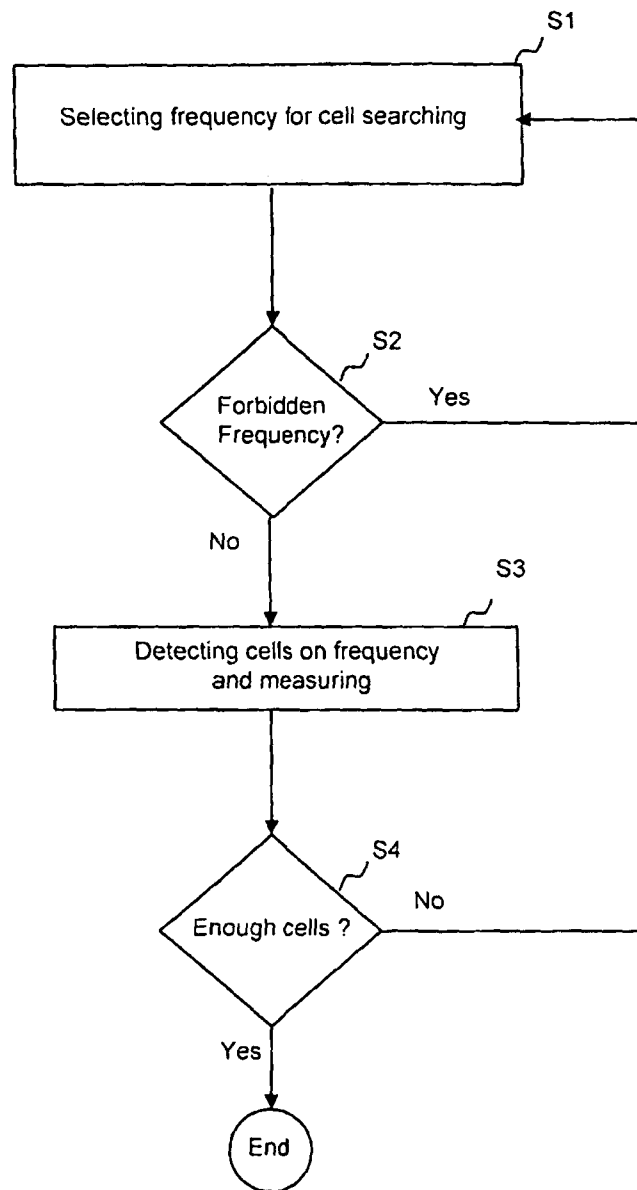 S1
Selecting frequency for cell searching
S2
Forbidden
Frequency?
Yes
No
S3
Detecting cells on frequency
and measuring
S4
Enough cells ?
No
Yes
End